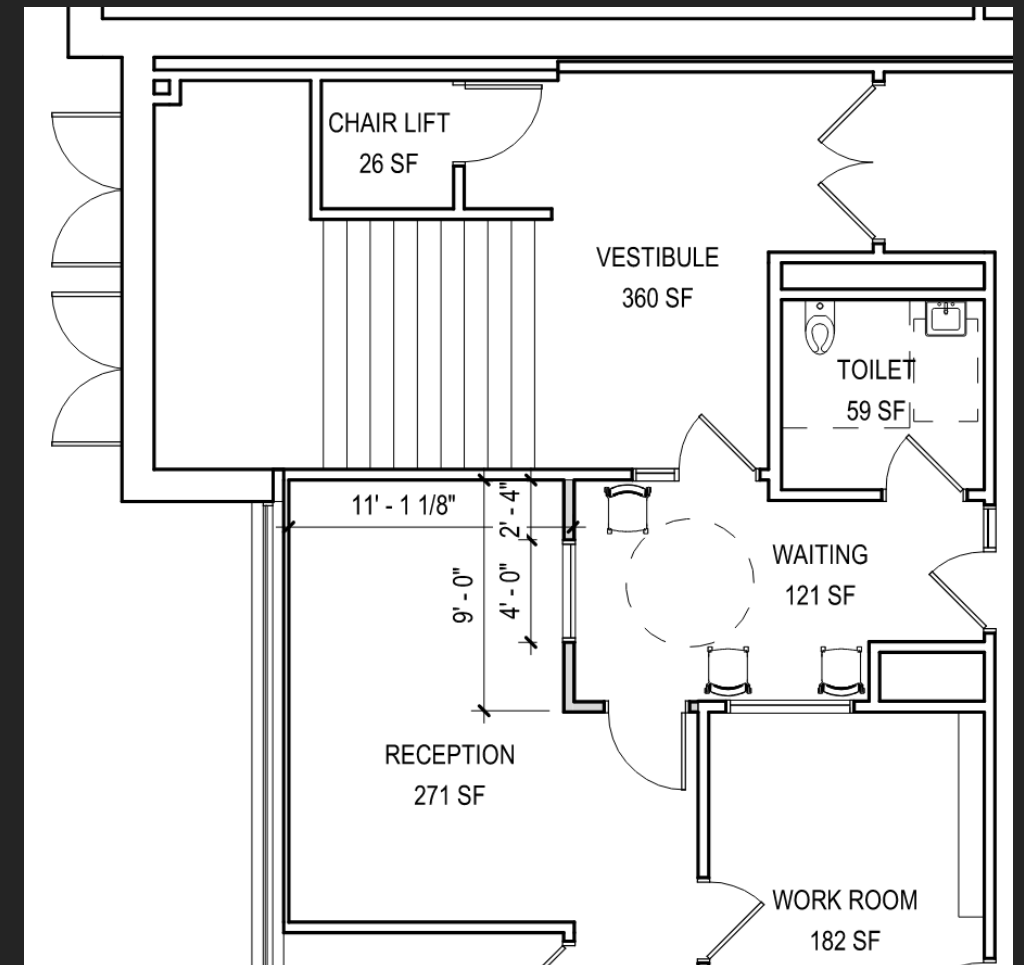 CHAIR LIFT
26 SF
VESTIBULE
360 SF
TOILET
59 SF
11' - 1 1/8"
2' - 4"
9' - 0"
4' - 0"
WAITING
121 SF
RECEPTION
271 SF
WORK ROOM
182 SF